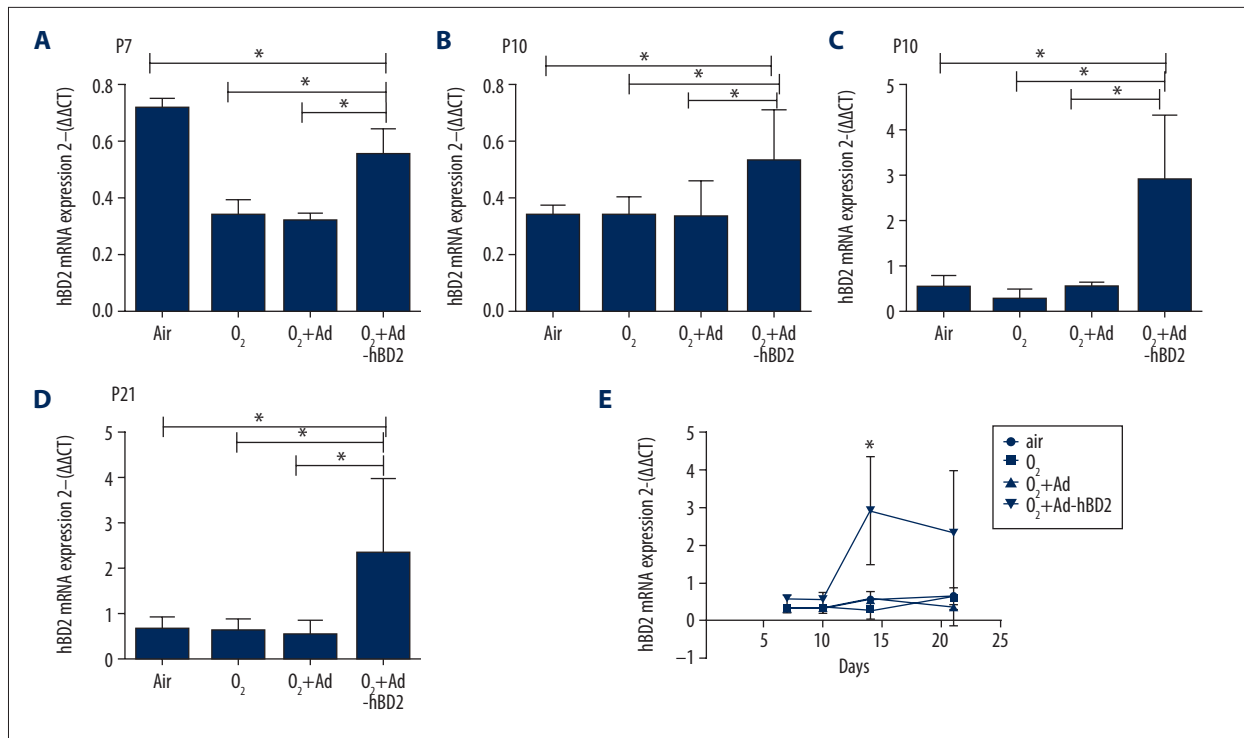 A
P7
*
*
*
hBD2 mRNA expression 2−(ΔΔCT)
0.8
0.6
0.4
0.2
0.0
Air
O₂
O₂+Ad
O₂+Ad
-hBD2
B
P10
*
*
*
hBD2 mRNA expression 2−(ΔΔCT)
0.8
0.6
0.4
0.2
0.0
Air
O₂
O₂+Ad
O₂+Ad
-hBD2
C
P10
*
*
*
hBD2 mRNA expression 2-(ΔΔCT)
5
4
3
2
1
0
Air
O₂
O₂+Ad
O₂+Ad
-hBD2
D
P21
*
*
*
hBD2 mRNA expression 2−(ΔΔCT)
5
4
3
2
1
0
Air
O₂
O₂+Ad
O₂+Ad
-hBD2
E
*
hBD2 mRNA expression 2-(ΔΔCT)
5
4
3
2
1
0
−1
5
10
15
20
25
Days
air
O₂
O₂+Ad
O₂+Ad-hBD2